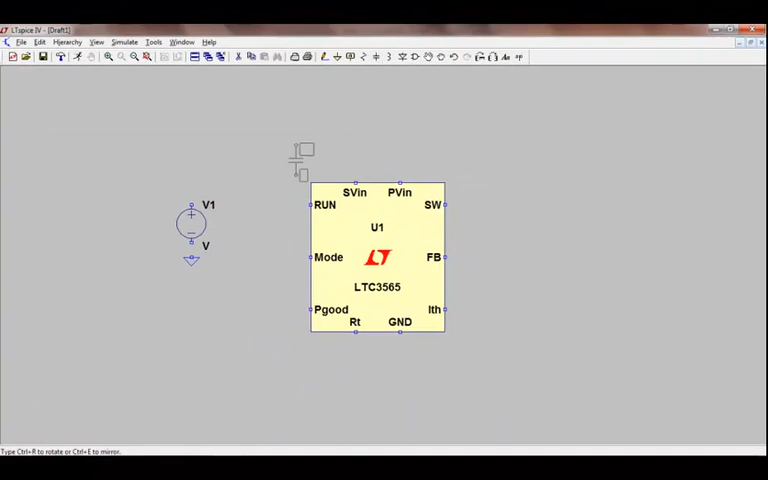 LTspice IV - [Draft1]
File Edit Hierarchy View Simulate Tools Window Help
V1
V
SVin PVin
RUN SW
U1
Mode FB
LTC3565
Pgood Ith
Rt GND
Type Ctrl+R to rotate or Ctrl+E to mirror.